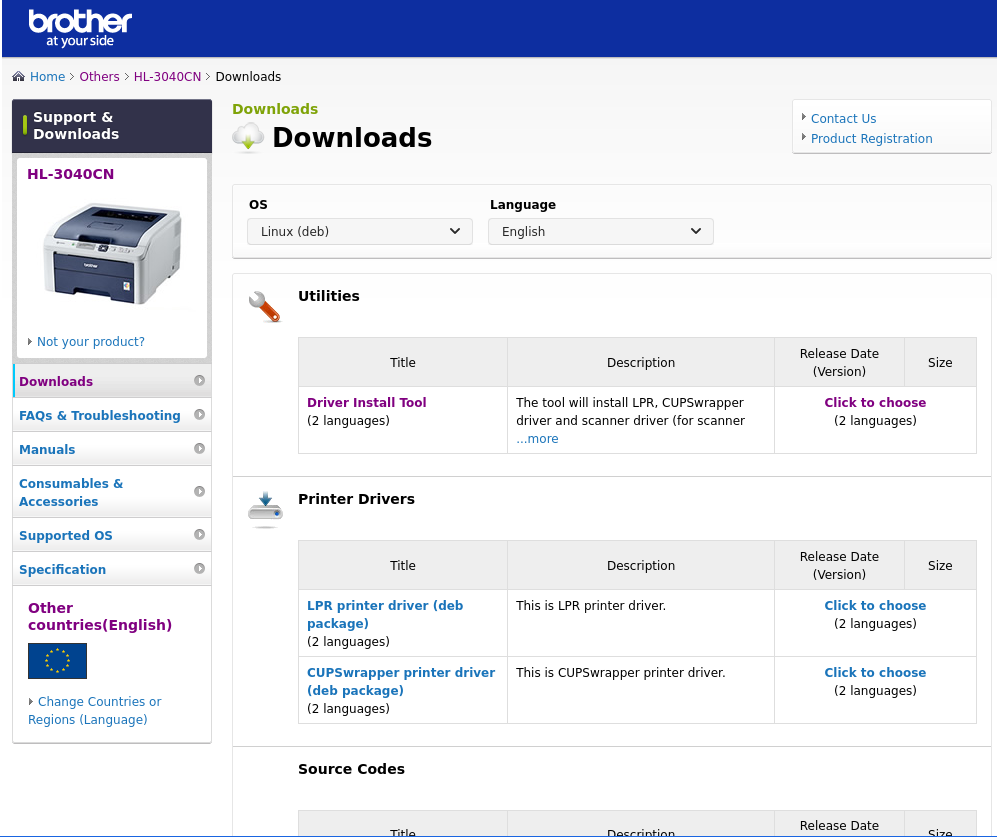 brother
at your side
Home > Others > HL-3040CN > Downloads
Support &
Downloads
HL-3040CN
brother
Not your product?
Downloads
FAQs & Troubleshooting
Manuals
Consumables &
Accessories
Supported OS
Specification
Other
countries(English)
Change Countries or
Regions (Language)
Downloads
Downloads
Contact Us
Product Registration
OS
Language
Linux (deb)
English
Utilities
Title Description Release Date
(Version) Size
Driver Install Tool
(2 languages)
The tool will install LPR, CUPSwrapper
driver and scanner driver (for scanner
...more
Click to choose
(2 languages)
Printer Drivers
Title Description Release Date
(Version) Size
LPR printer driver (deb
package)
(2 languages)
This is LPR printer driver.
Click to choose
(2 languages)
CUPSwrapper printer driver
(deb package)
(2 languages)
This is CUPSwrapper printer driver.
Click to choose
(2 languages)
Source Codes
Title Description Release Date Size